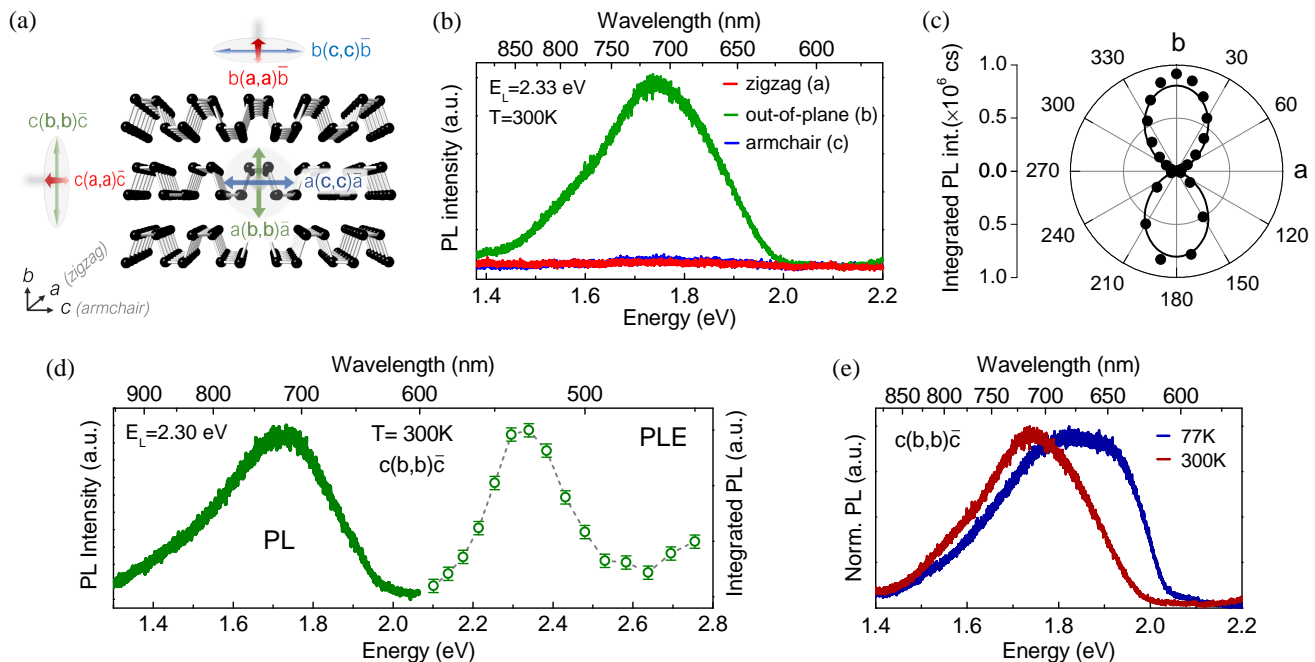 (a)
b(c,c)b̄
b(a,a)b̄
c(b,b)c̄
c(a,a)c̄
a(c,c)ā
a(b,b)ā
b
a (zigzag)
c (armchair)
(b)
Wavelength (nm)
850 800 750 700 650 600
E_L=2.33 eV
T=300K
zigzag (a)
out-of-plane (b)
armchair (c)
PL intensity (a.u.)
1.4 1.6 1.8 2.0 2.2
Energy (eV)
(c)
Integrated PL int.(×10⁶ cs)
1.0
0.5
0.0
0.5
1.0
b
330 30
300 60
270 a
240 120
210 150
180
(d)
Wavelength (nm)
900 800 700 600 500
E_L=2.30 eV
T= 300K
c(b,b)c̄
PLE
PL
PL Intensity (a.u.)
Integrated PL (a.u.)
1.4 1.6 1.8 2.0 2.2 2.4 2.6 2.8
Energy (eV)
(e)
Wavelength (nm)
850 800 750 700 650 600
c(b,b)c̄
77K
300K
Norm. PL (a.u.)
1.4 1.6 1.8 2.0 2.2
Energy (eV)